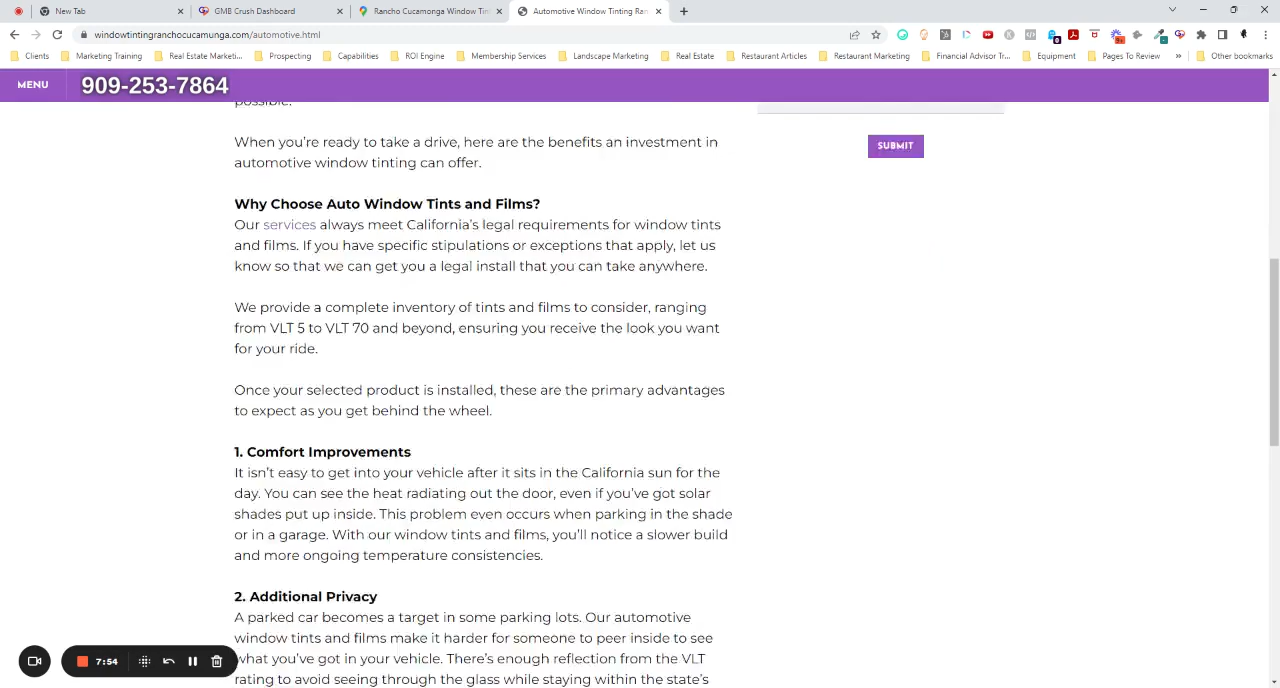 New Tab
GMB Crush Dashboard
Rancho Cucamonga Window Tin
Automotive Window Tinting Ran
windowtintingranchocucamunga.com/automotive.html
Clients
Marketing Training
Real Estate Marketi...
Prospecting
Capabilities
ROI Engine
Membership Services
Landscape Marketing
Real Estate
Restaurant Articles
Restaurant Marketing
Financial Advisor Tr...
Equipment
Pages To Review
»
Other bookmarks
MENU
909-253-7864
possible.
SUBMIT
When you're ready to take a drive, here are the benefits an investment in
automotive window tinting can offer.
Why Choose Auto Window Tints and Films?
Our services always meet California's legal requirements for window tints
and films. If you have specific stipulations or exceptions that apply, let us
know so that we can get you a legal install that you can take anywhere.
We provide a complete inventory of tints and films to consider, ranging
from VLT 5 to VLT 70 and beyond, ensuring you receive the look you want
for your ride.
Once your selected product is installed, these are the primary advantages
to expect as you get behind the wheel.
1. Comfort Improvements
It isn't easy to get into your vehicle after it sits in the California sun for the
day. You can see the heat radiating out the door, even if you've got solar
shades put up inside. This problem even occurs when parking in the shade
or in a garage. With our window tints and films, you'll notice a slower build
and more ongoing temperature consistencies.
2. Additional Privacy
A parked car becomes a target in some parking lots. Our automotive
window tints and films make it harder for someone to peer inside to see
what you've got in your vehicle. There's enough reflection from the VLT
rating to avoid seeing through the glass while staying within the state's
7:54